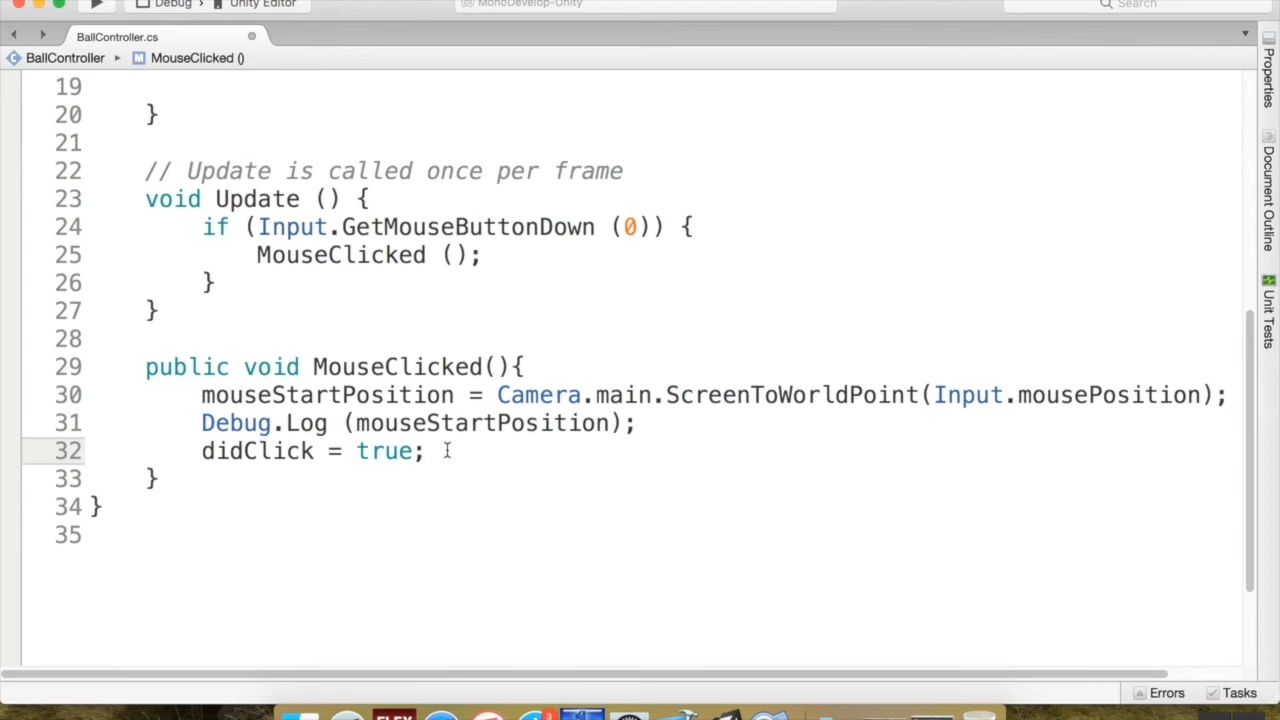 Debug
Unity Editor
MonoDevelop-Unity
Search
BallController.cs
BallController
M MouseClicked ()
19
20 }
21
22 // Update is called once per frame
23 void Update () {
24 if (Input.GetMouseButtonDown (0)) {
25 MouseClicked ();
26 }
27 }
28
29 public void MouseClicked(){
30 mouseStartPosition = Camera.main.ScreenToWorldPoint(Input.mousePosition);
31 Debug.Log (mouseStartPosition);
32 didClick = true;
33 }
34 }
35
Properties
Document Outline
Unit Tests
Errors
Tasks
FLEX
3